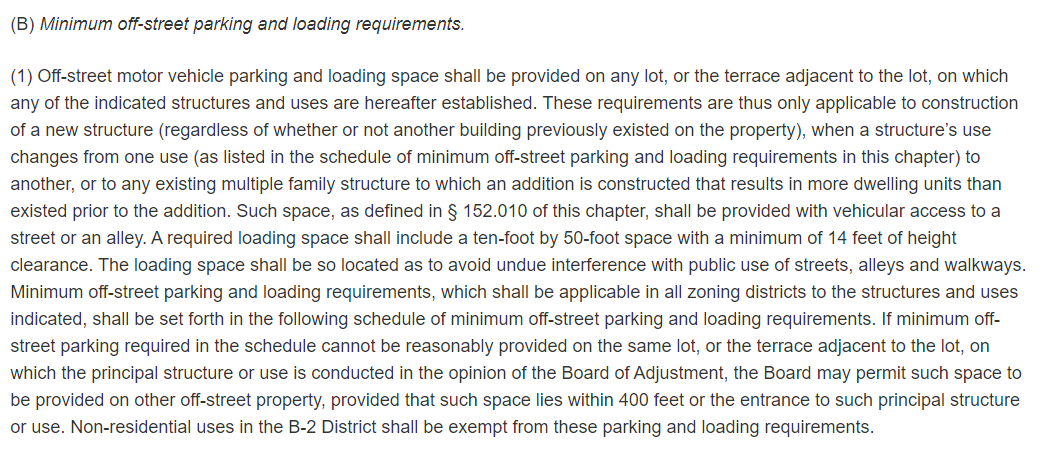 (B) Minimum off-street parking and loading requirements.
(1) Off-street motor vehicle parking and loading space shall be provided on any lot, or the terrace adjacent to the lot, on which
any of the indicated structures and uses are hereafter established. These requirements are thus only applicable to construction
of a new structure (regardless of whether or not another building previously existed on the property), when a structure’s use
changes from one use (as listed in the schedule of minimum off-street parking and loading requirements in this chapter) to
another, or to any existing multiple family structure to which an addition is constructed that results in more dwelling units than
existed prior to the addition. Such space, as defined in § 152.010 of this chapter, shall be provided with vehicular access to a
street or an alley. A required loading space shall include a ten-foot by 50-foot space with a minimum of 14 feet of height
clearance. The loading space shall be so located as to avoid undue interference with public use of streets, alleys and walkways.
Minimum off-street parking and loading requirements, which shall be applicable in all zoning districts to the structures and uses
indicated, shall be set forth in the following schedule of minimum off-street parking and loading requirements. If minimum off-
street parking required in the schedule cannot be reasonably provided on the same lot, or the terrace adjacent to the lot, on
which the principal structure or use is conducted in the opinion of the Board of Adjustment, the Board may permit such space to
be provided on other off-street property, provided that such space lies within 400 feet or the entrance to such principal structure
or use. Non-residential uses in the B-2 District shall be exempt from these parking and loading requirements.